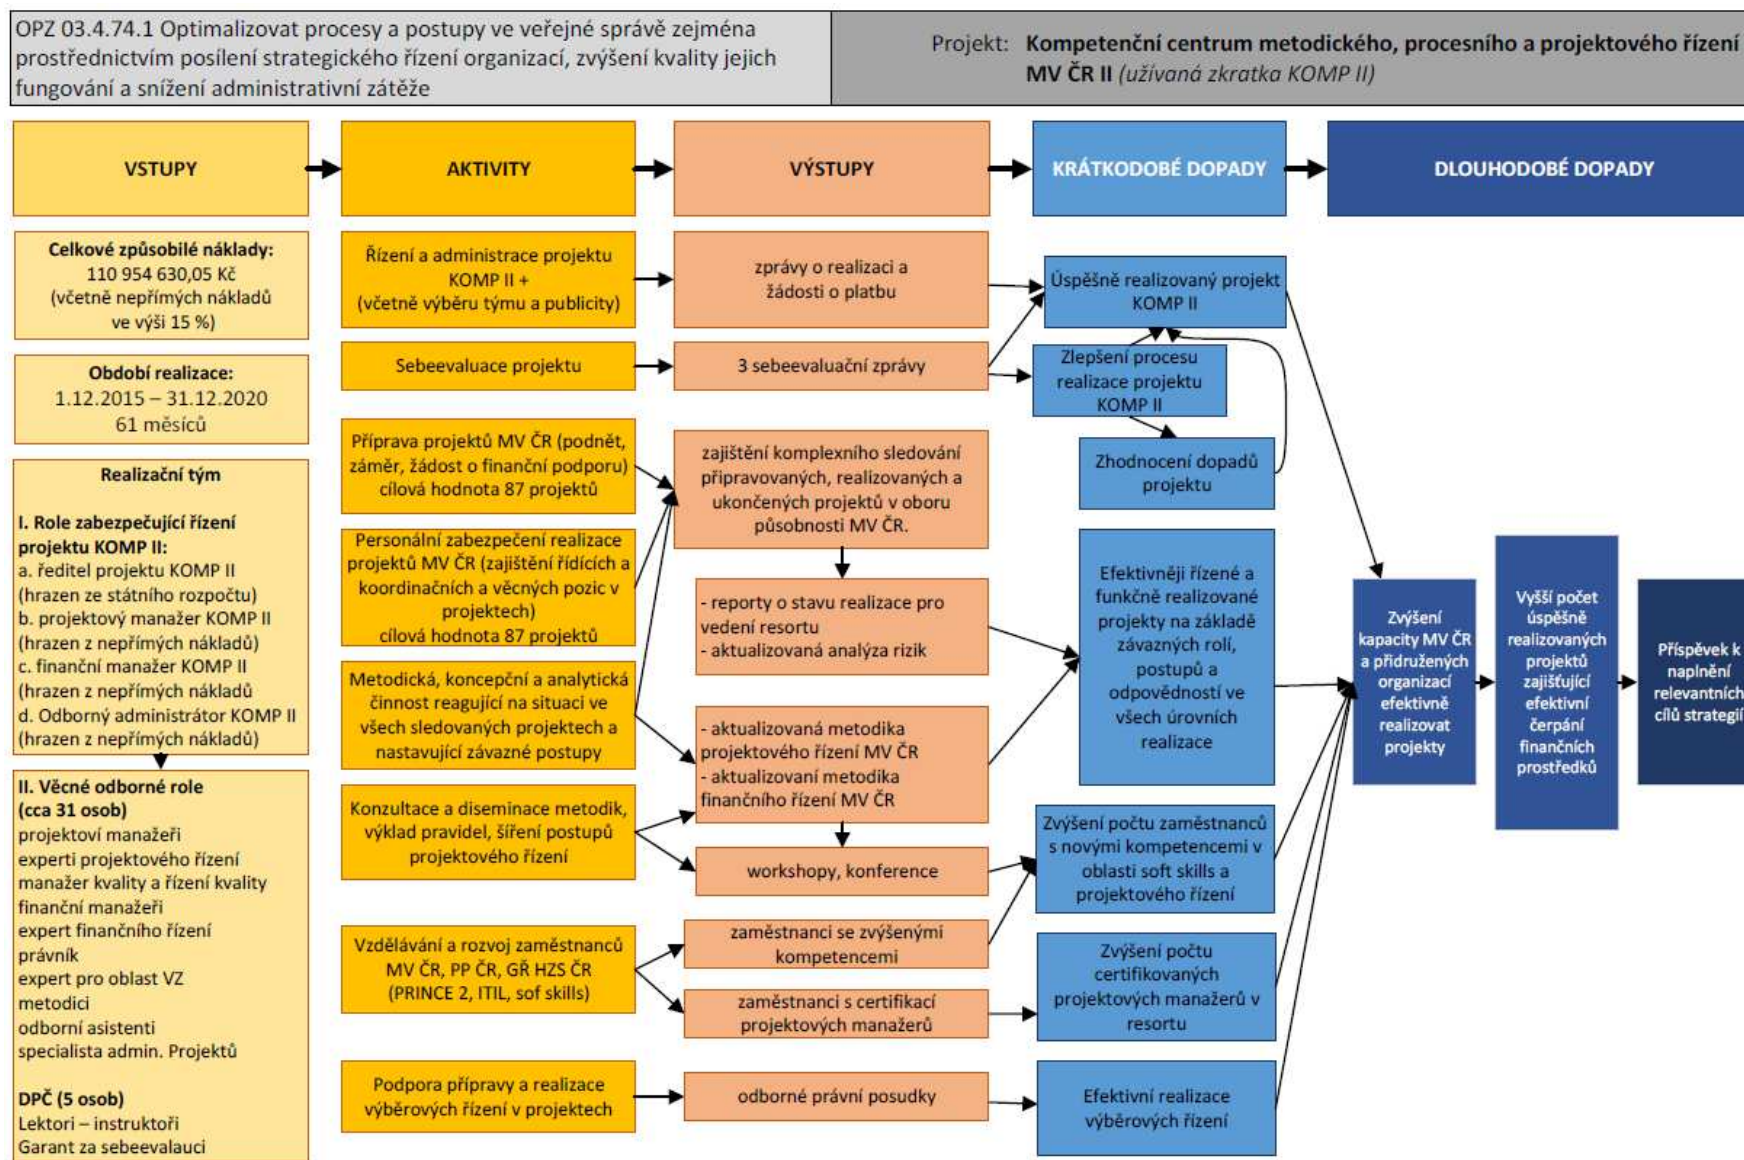 OPZ 03.4.74.1 Optimalizovat procesy a postupy ve veřejné správě zejména
prostřednictvím posílení strategického řízení organizací, zvýšení kvality jejich
fungování a snížení administrativní zátěže
Projekt: Kompetenční centrum metodického, procesního a projektového řízení
MV ČR II (užívaná zkratka KOMP II)
VSTUPY
AKTIVITY
VÝSTUPY
KRÁTKODOBÉ DOPADY
DLOUHODOBÉ DOPADY
Celkové způsobilé náklady:
110 954 630,05 Kč
(včetně nepřímých nákladů
ve výši 15 %)
Období realizace:
1.12.2015 – 31.12.2020
61 měsíců
Realizační tým
I. Role zabezpečující řízení
projektu KOMP II:
a. ředitel projektu KOMP II
(hrazen ze státního rozpočtu)
b. projektový manažer KOMP II
(hrazen z nepřímých nákladů)
c. finanční manažer KOMP II
(hrazen z nepřímých nákladů
d. Odborný administrátor KOMP II
(hrazen z nepřímých nákladů)
II. Věcné odborné role
(cca 31 osob)
projektoví manažeři
experti projektového řízení
manažer kvality a řízení kvality
finanční manažeři
expert finančního řízení
právník
expert pro oblast VZ
metodici
odborní asistenti
specialista admin. Projektů
DPČ (5 osob)
Lektori – instruktoři
Garant za sebeevalauci
Řízení a administrace projektu
KOMP II +
(včetně výběru týmu a publicity)
Sebeevaluace projektu
Příprava projektů MV ČR (podnět,
záměr, žádost o finanční podporu)
cílová hodnota 87 projektů
Personální zabezpečení realizace
projektů MV ČR (zajištění řídících a
koordinačních a věcných pozic v
projektech)
cílová hodnota 87 projektů
Metodická, koncepční a analytická
činnost reagující na situaci ve
všech sledovaných projektech a
nastavující závazné postupy
Konzultace a diseminace metodik,
výklad pravidel, šíření postupů
projektového řízení
Vzdělávání a rozvoj zaměstnanců
MV ČR, PP ČR, GŘ HZS ČR
(PRINCE 2, ITIL, sof skills)
Podpora přípravy a realizace
výběrových řízení v projektech
zprávy o realizaci a
žádosti o platbu
3 sebeevaluační zprávy
zajištění komplexního sledování
připravovaných, realizovaných a
ukončených projektů v oboru
působnosti MV ČR.
- reporty o stavu realizace pro
vedení resortu
- aktualizovaná analýza rizik
- aktualizovaná metodika
projektového řízení MV ČR
- aktualizovaní metodika
finančního řízení MV ČR
workshopy, konference
zaměstnanci se zvýšenými
kompetencemi
zaměstnanci s certifikací
projektových manažerů
odborné právní posudky
Úspěšně realizovaný projekt
KOMP II
Zlepšení procesu
realizace projektu
KOMP II
Zhodnocení dopadů
projektu
Efektivněji řízené a
funkčně realizované
projekty na základě
závazných rolí,
postupů a
odpovědností ve
všech úrovních
realizace
Zvýšení počtu zaměstnanců
s novými kompetencemi v
oblasti soft skills a
projektového řízení
Zvýšení počtu
certifikovaných
projektových manažerů v
resortu
Efektivní realizace
výběrových řízení
Zvýšení
kapacity MV ČR
a přidružených
organizací
efektivně
realizovat
projekty
Vyšší počet
úspěšně
realizovaných
projektů
zajišťující
efektivní
čerpání
finančních
prostředků
Příspěvek k
naplnění
relevantních
cílů strategií